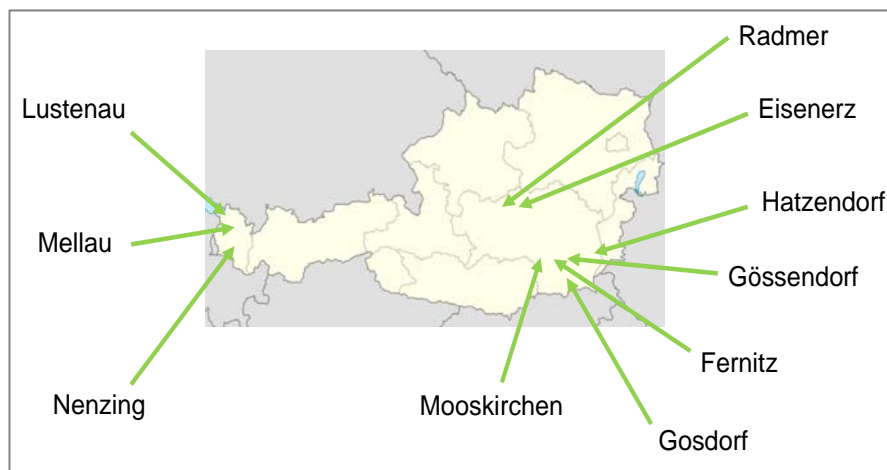 Radmer
Lustenau
Eisenerz
Hatzendorf
Mellau
Gössendorf
Fernitz
Nenzing
Mooskirchen
Gosdorf